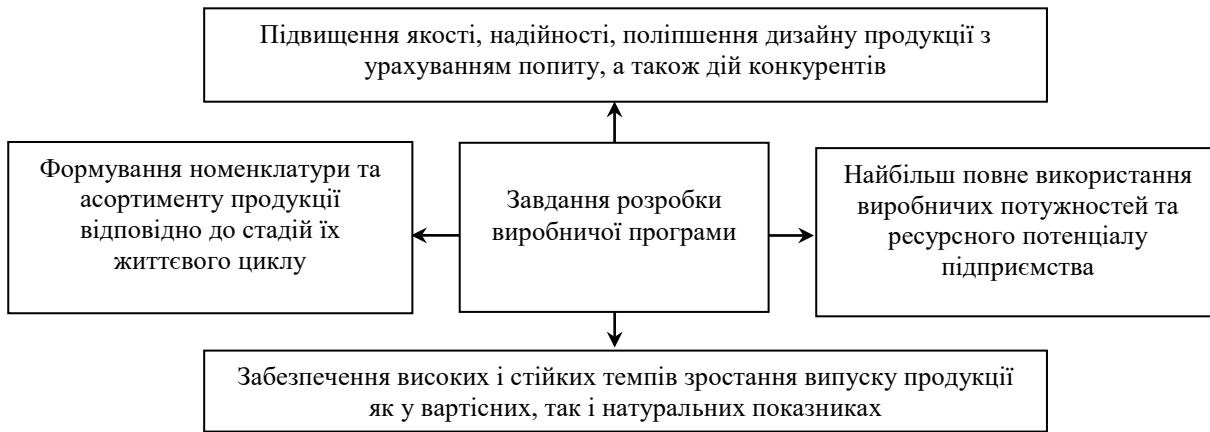 Підвищення якості, надійності, поліпшення дизайну продукції з
урахуванням попиту, а також дій конкурентів
Формування номенклатури та
асортименту продукції
відповідно до стадій їх
життєвого циклу
Завдання розробки
виробничої програми
Найбільш повне використання
виробничих потужностей та
ресурсного потенціалу
підприємства
Забезпечення високих і стійких темпів зростання випуску продукції
як у вартісних, так і натуральних показниках